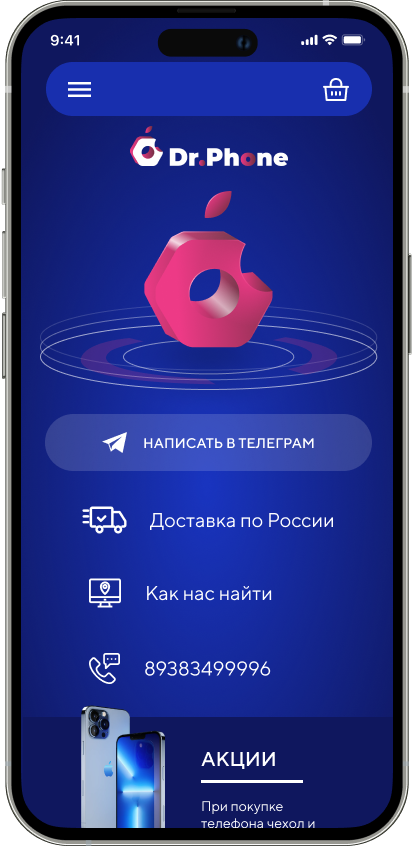 9:41
Dr.Phone
НАПИСАТЬ В ТЕЛЕГРАМ
Доставка по России
Как нас найти
89383499996
АКЦИИ
При покупке
телефона чехол и